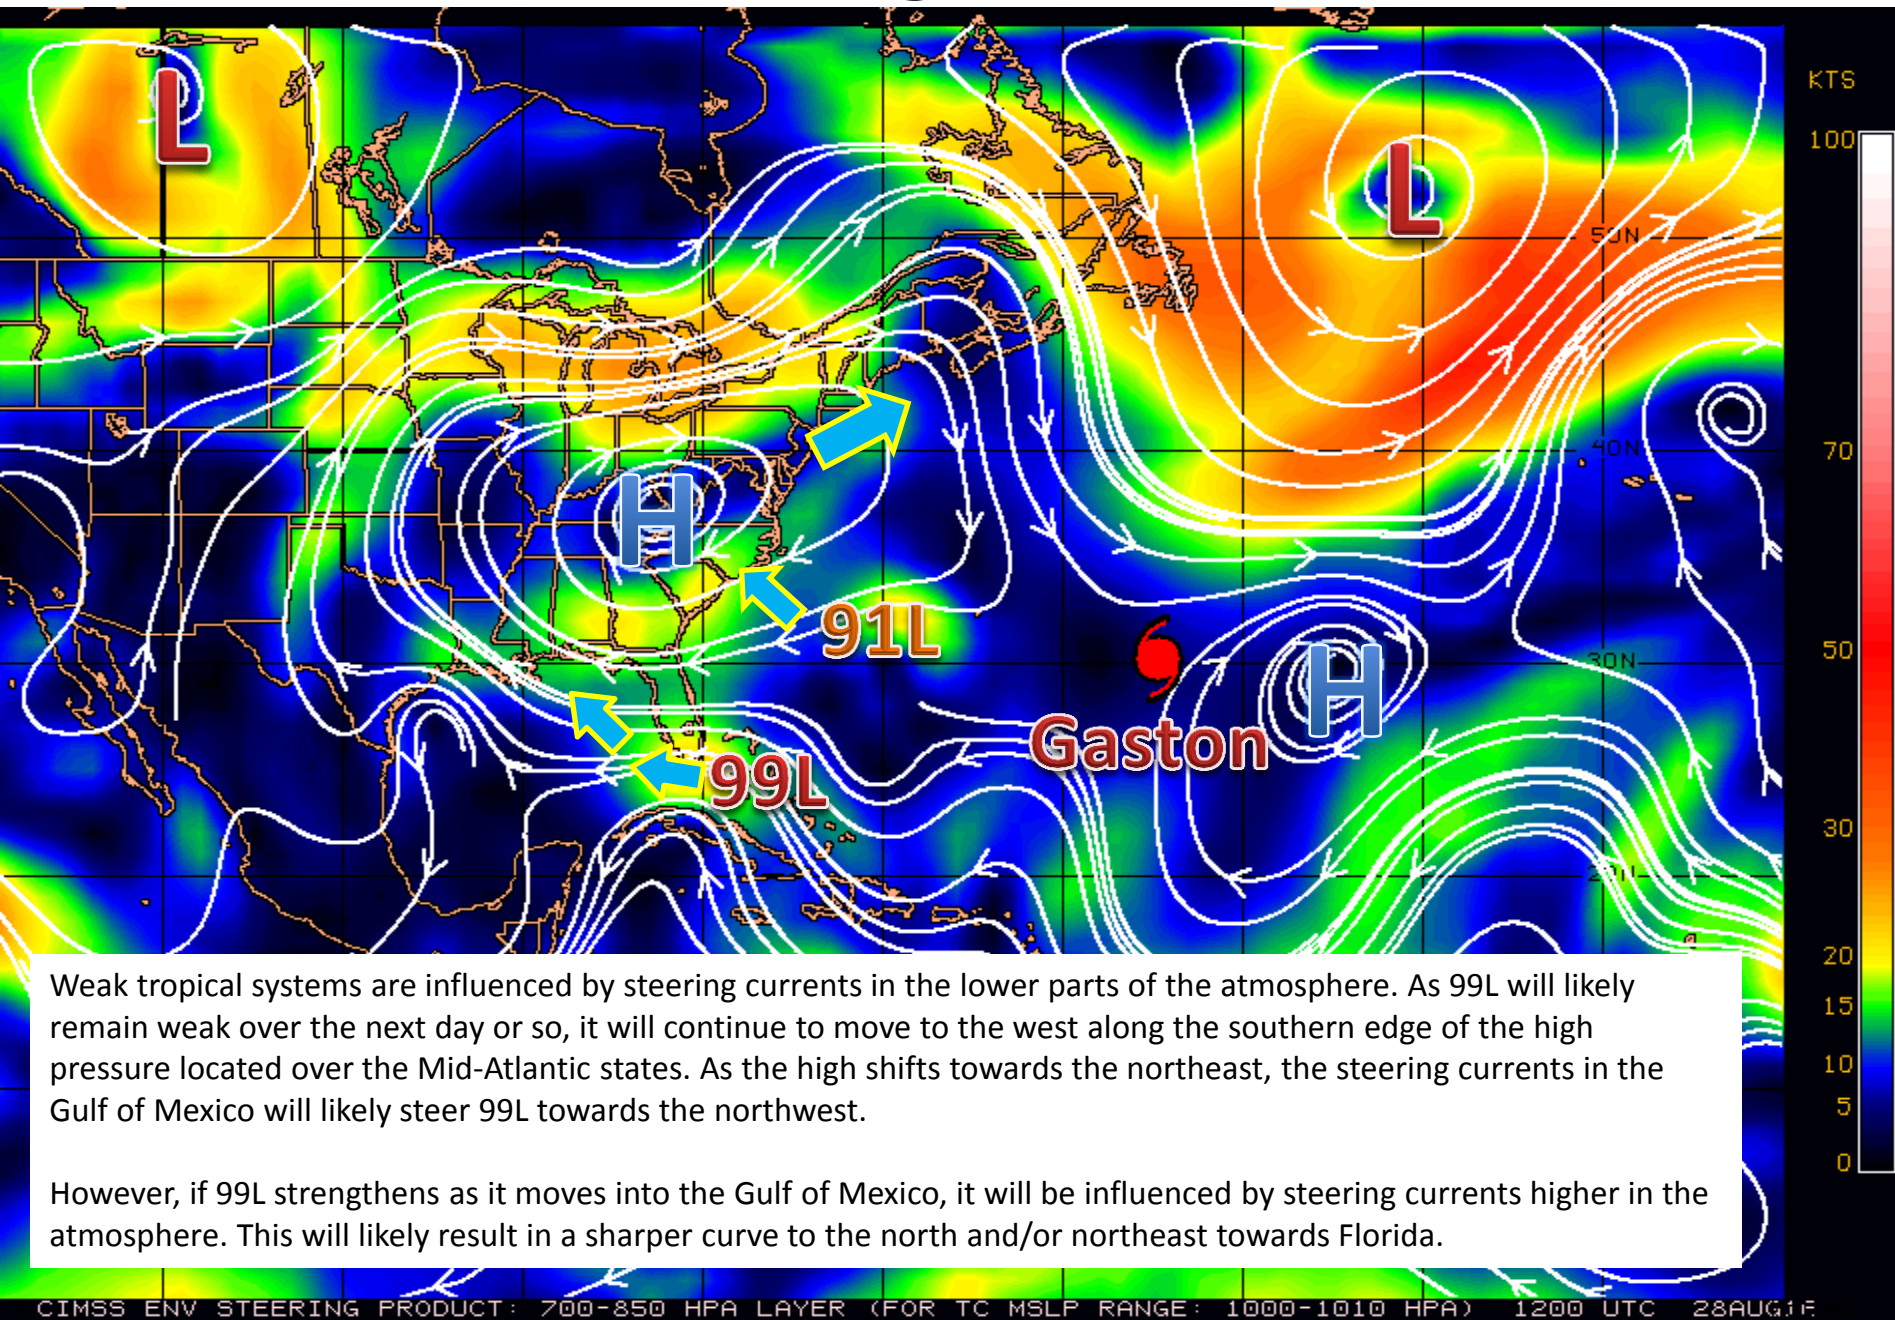 KTS
L
L
100
50N
40N
70
H
91L
30N
50
H
Gaston
99L
30
20N
20
15
10
5
0
Weak tropical systems are influenced by steering currents in the lower parts of the atmosphere. As 99L will likely
remain weak over the next day or so, it will continue to move to the west along the southern edge of the high
pressure located over the Mid-Atlantic states. As the high shifts towards the northeast, the steering currents in the
Gulf of Mexico will likely steer 99L towards the northwest.
However, if 99L strengthens as it moves into the Gulf of Mexico, it will be influenced by steering currents higher in the
atmosphere. This will likely result in a sharper curve to the north and/or northeast towards Florida.
CIMSS ENV STEERING PRODUCT: 700-850 HPA LAYER (FOR TC MSLP RANGE: 1000-1010 HPA) 1200 UTC